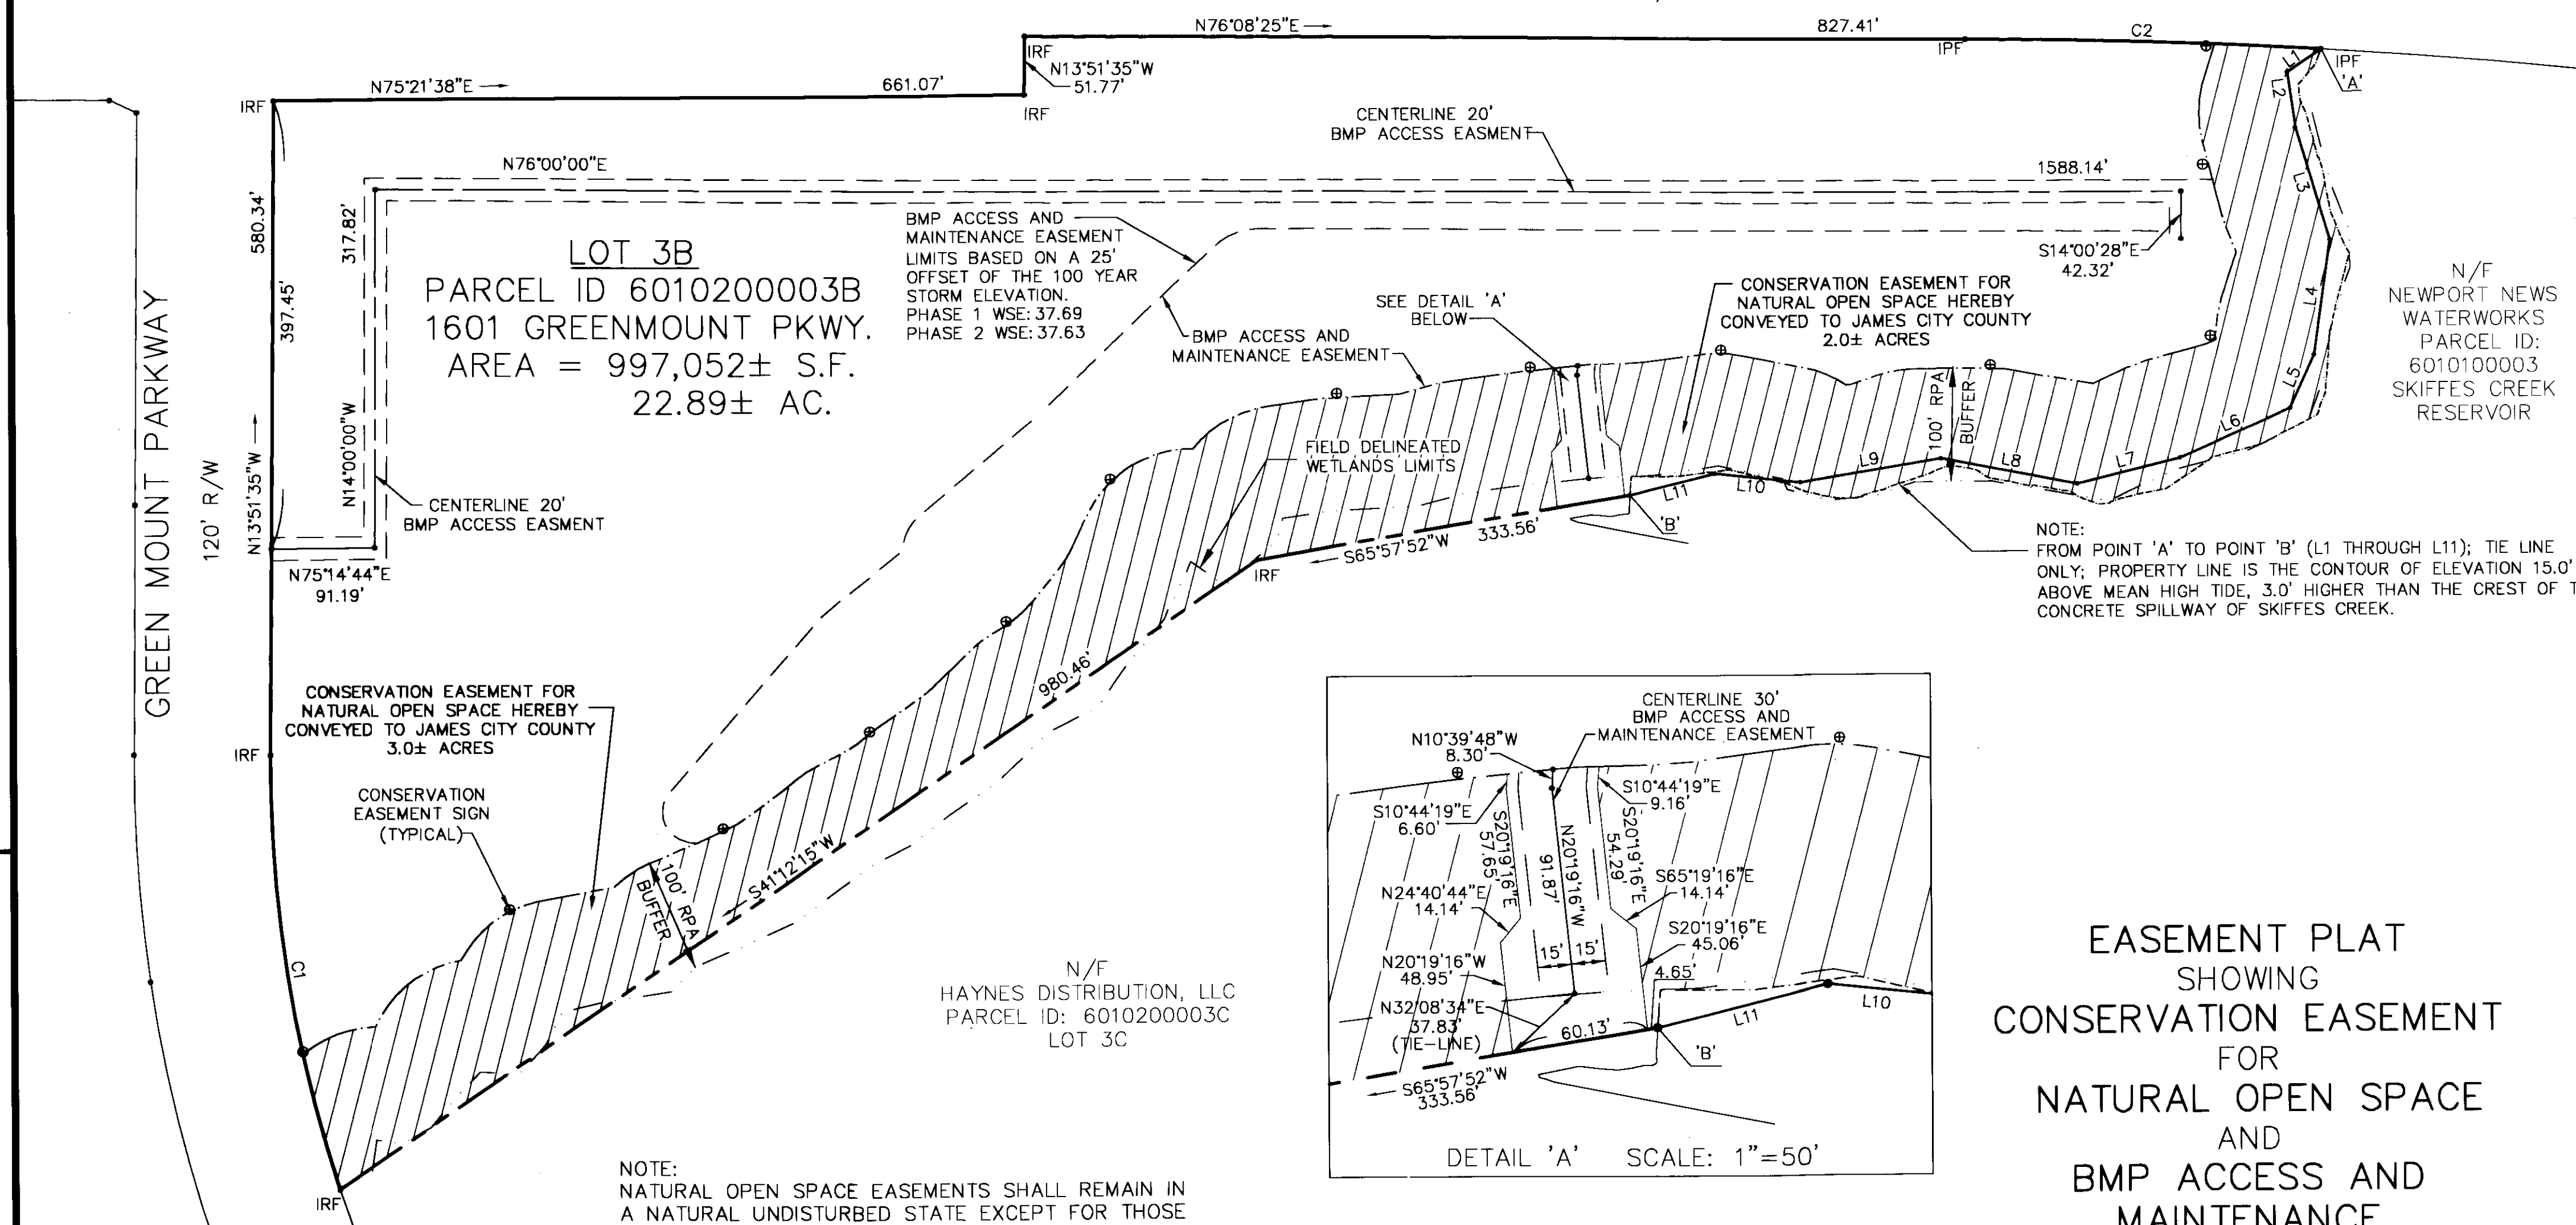 N76°08'25"E
827.41'
C2
IRF
IPF
L1
IPF
'A'
N13°51'35"W
51.77'
N75°21'38"E
661.07'
IRF
IRF
L2
CENTERLINE 20'
BMP ACCESS EASMENT
N76°00'00"E
1588.14'
L3
580.34'
317.82'
397.45'
BMP ACCESS AND
MAINTENANCE EASEMENT
LIMITS BASED ON A 25'
OFFSET OF THE 100 YEAR
STORM ELEVATION.
PHASE 1 WSE: 37.69
PHASE 2 WSE: 37.63
LOT 3B
PARCEL ID 6010200003B
1601 GREENMOUNT PKWY.
AREA = 997,052± S.F.
22.89± AC.
S14°00'28"E
42.32'
CONSERVATION EASEMENT FOR
NATURAL OPEN SPACE HEREBY
CONVEYED TO JAMES CITY COUNTY
2.0± ACRES
SEE DETAIL 'A'
BELOW
BMP ACCESS AND
MAINTENANCE EASEMENT
N/F
NEWPORT NEWS
WATERWORKS
PARCEL ID:
6010100003
SKIFFES CREEK
RESERVOIR
L4
L5
L6
L7
L8
L9
L10
L11
100' RPA
BUFFER
FIELD DELINEATED
WETLANDS LIMITS
GREEN MOUNT PARKWAY
120' R/W
N13°51'35"W
N14°00'00"W
CENTERLINE 20'
BMP ACCESS EASMENT
N75°14'44"E
91.19'
333.56'
S65°57'52"W
'B'
IRF
NOTE:
FROM POINT 'A' TO POINT 'B' (L1 THROUGH L11); TIE LINE
ONLY; PROPERTY LINE IS THE CONTOUR OF ELEVATION 15.0'
ABOVE MEAN HIGH TIDE, 3.0' HIGHER THAN THE CREST OF T
CONCRETE SPILLWAY OF SKIFFES CREEK.
980.46'
CONSERVATION EASEMENT FOR
NATURAL OPEN SPACE HEREBY
CONVEYED TO JAMES CITY COUNTY
3.0± ACRES
IRF
CONSERVATION
EASEMENT SIGN
(TYPICAL)
S41°12'15"W
100' RPA
BUFFER
C1
IRF
N/F
HAYNES DISTRIBUTION, LLC
PARCEL ID: 6010200003C
LOT 3C
CENTERLINE 30'
BMP ACCESS AND
MAINTENANCE EASEMENT
N10°39'48"W
8.30'
S10°44'19"E
6.60'
S10°44'19"E
9.16'
S20°19'16"E
57.65'
N20°19'16"W
91.87'
S20°19'16"E
54.29'
N24°40'44"E
14.14'
S65°19'16"E
14.14'
S20°19'16"E
45.06'
15'
15'
N20°19'16"W
48.95'
4.65'
N32°08'34"E
37.83'
(TIE-LINE)
60.13'
L11
L10
'B'
S65°57'52"W
333.56'
DETAIL 'A' SCALE: 1"=50'
NOTE:
NATURAL OPEN SPACE EASEMENTS SHALL REMAIN IN
A NATURAL UNDISTURBED STATE EXCEPT FOR THOSE
EASEMENT PLAT
SHOWING
CONSERVATION EASEMENT
FOR
NATURAL OPEN SPACE
AND
BMP ACCESS AND
MAINTENANCE